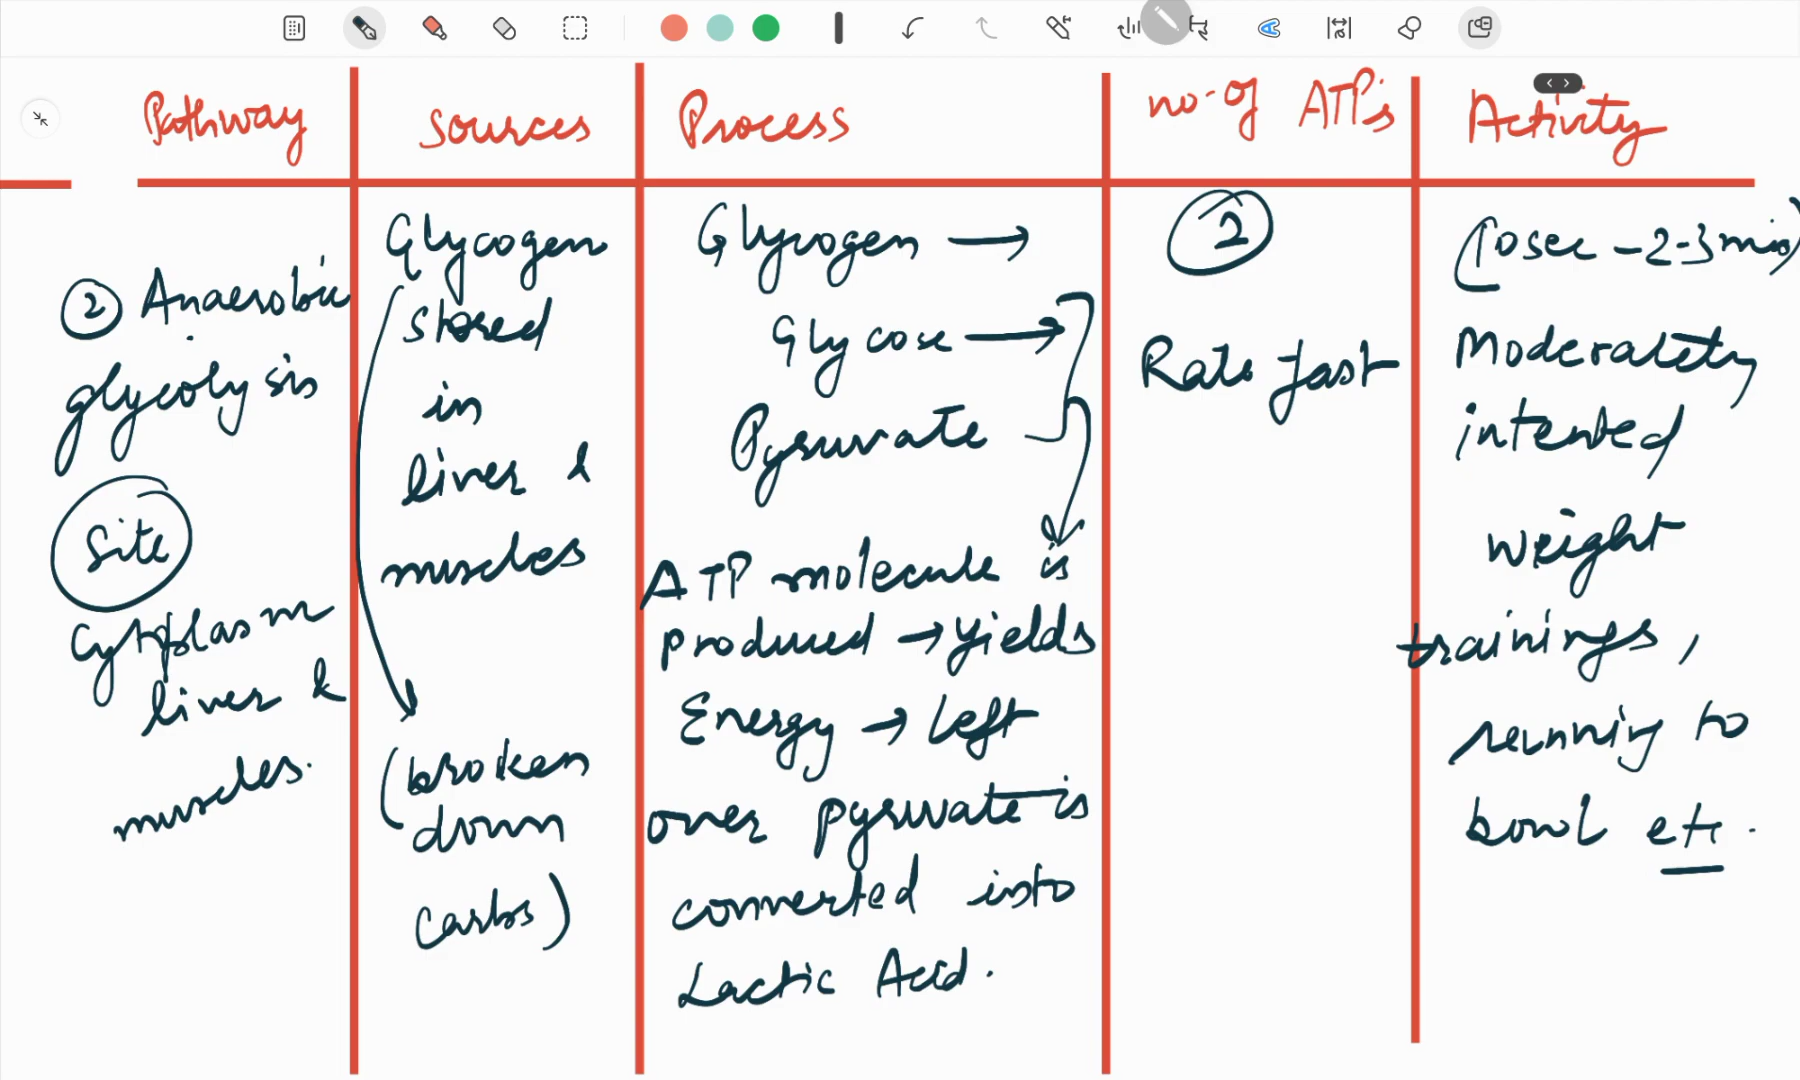 Pathway
Sources
Process
no. of ATP's
Activity
② Anaerobic
glycolysis
Site
Cytoplasm
liver &
muscles.
Glycogen
stored
in
liver &
muscles
(broken
down
carbs)
Glycogen →
Glycose →
Pyruvate
ATP molecule is
produced → yields
Energy → left
over pyruvate is
converted into
Lactic Acid.
2
Rate fast
(10sec - 2-3 min)
Moderately
weight
trainings,
running to
bowl etc.